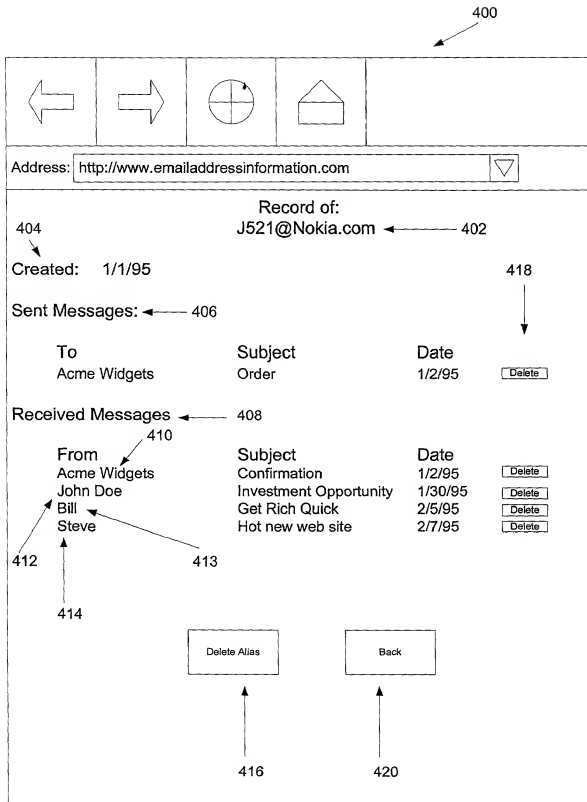 400
Address: http://www.emailaddressinformation.com
Record of:
J521@Nokia.com 402
404
Created: 1/1/95
418
Sent Messages: 406
To Subject Date
Acme Widgets Order 1/2/95 Delete
Received Messages 408
410
From Subject Date
Acme Widgets Confirmation 1/2/95 Delete
John Doe Investment Opportunity 1/30/95 Delete
Bill Get Rich Quick 2/5/95 Delete
Steve Hot new web site 2/7/95 Delete
412 413
414
Delete Alias Back
416 420